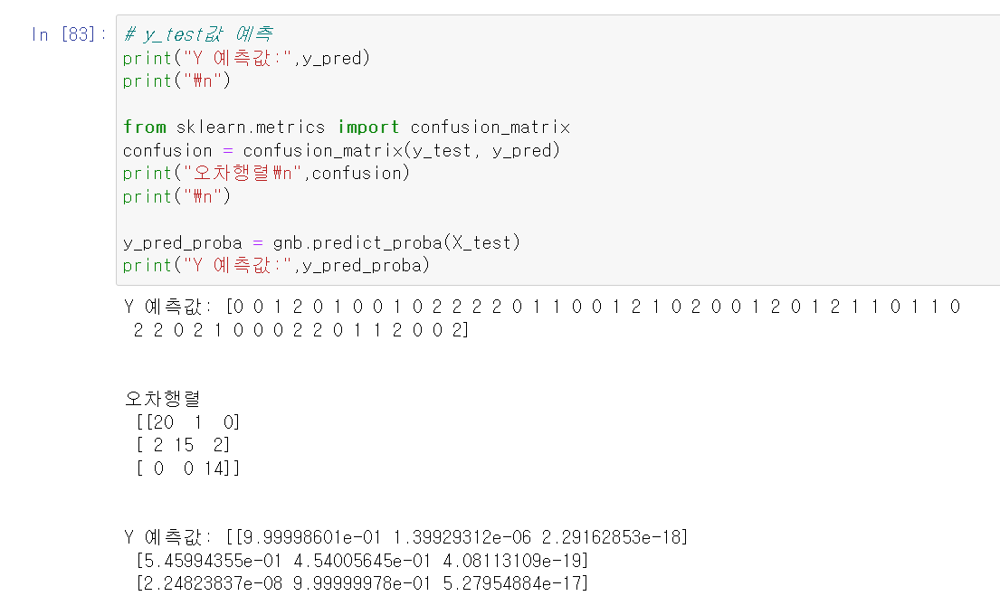 In [83]: # y_test값 예측
print("Y 예측값:",y_pred)
print("₩n")
from sklearn.metrics import confusion_matrix
confusion = confusion_matrix(y_test, y_pred)
print("오차행렬₩n",confusion)
print("₩n")
y_pred_proba = gnb.predict_proba(X_test)
print("Y 예측값:",y_pred_proba)
Y 예측값: [0 0 1 2 0 1 0 0 1 0 2 2 2 2 0 1 1 0 0 1 2 1 0 2 0 0 1 2 0 1 2 1 1 0 1 1 0
2 2 0 2 1 0 0 0 2 2 0 1 1 2 0 0 2]
오차행렬
[[20 1 0]
[ 2 15 2]
[ 0 0 14]]
Y 예측값: [[9.99998601e-01 1.39929312e-06 2.29162853e-18]
[5.45994355e-01 4.54005645e-01 4.08113109e-19]
[2.24823837e-08 9.99999978e-01 5.27954884e-17]